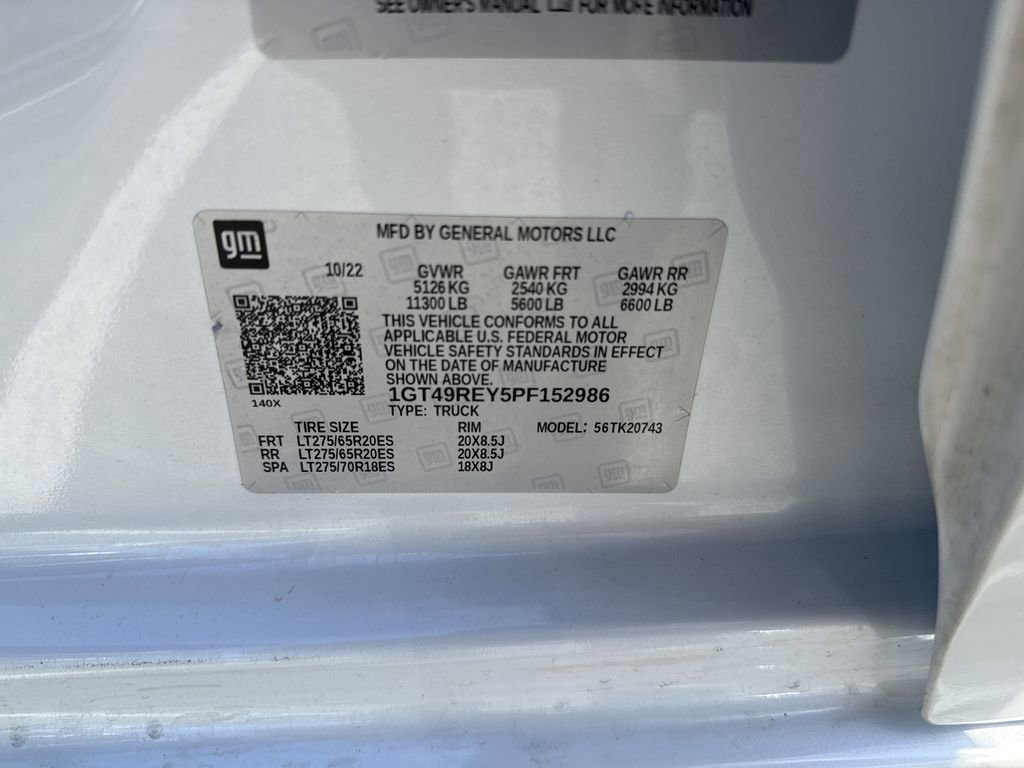 SEE OWNER'S MANUAL FOR MORE INFORMATION
gm
MFD BY GENERAL MOTORS LLC
10/22 GVWR GAWR FRT GAWR RR
5126 KG 2540 KG 2994 KG
11300 LB 5600 LB 6600 LB
THIS VEHICLE CONFORMS TO ALL
APPLICABLE U.S. FEDERAL MOTOR
VEHICLE SAFETY STANDARDS IN EFFECT
ON THE DATE OF MANUFACTURE
SHOWN ABOVE.
1GT49REY5PF152986
140X
TYPE: TRUCK
TIRE SIZE RIM MODEL: 56TK20743
FRT LT275/65R20ES 20X8.5J
RR LT275/65R20ES 20X8.5J
SPA LT275/70R18ES 18X8J